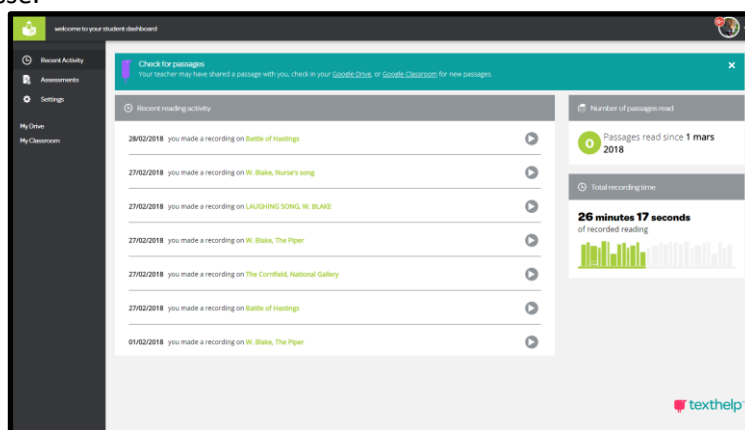 welcome to your student dashboard
Recent Activity
Assessments
Settings
My Drive
My Classroom
Check for passages
Your teacher may have shared a passage with you, check in your Google Drive, or Google Classroom for new passages.
Recent reading activity
28/02/2018 you made a recording on Battle of Hastings
27/02/2018 you made a recording on W. Blake, Nurse's song
27/02/2018 you made a recording on LAUGHING SONG, W. BLAKE
27/02/2018 you made a recording on W. Blake, The Piper
27/02/2018 you made a recording on The Cornfield, National Gallery
27/02/2018 you made a recording on Battle of Hastings
01/02/2018 you made a recording on W. Blake, The Piper
Number of passages read
0 Passages read since 1 mars
2018
Total recording time
26 minutes 17 seconds
of recorded reading
texthelp